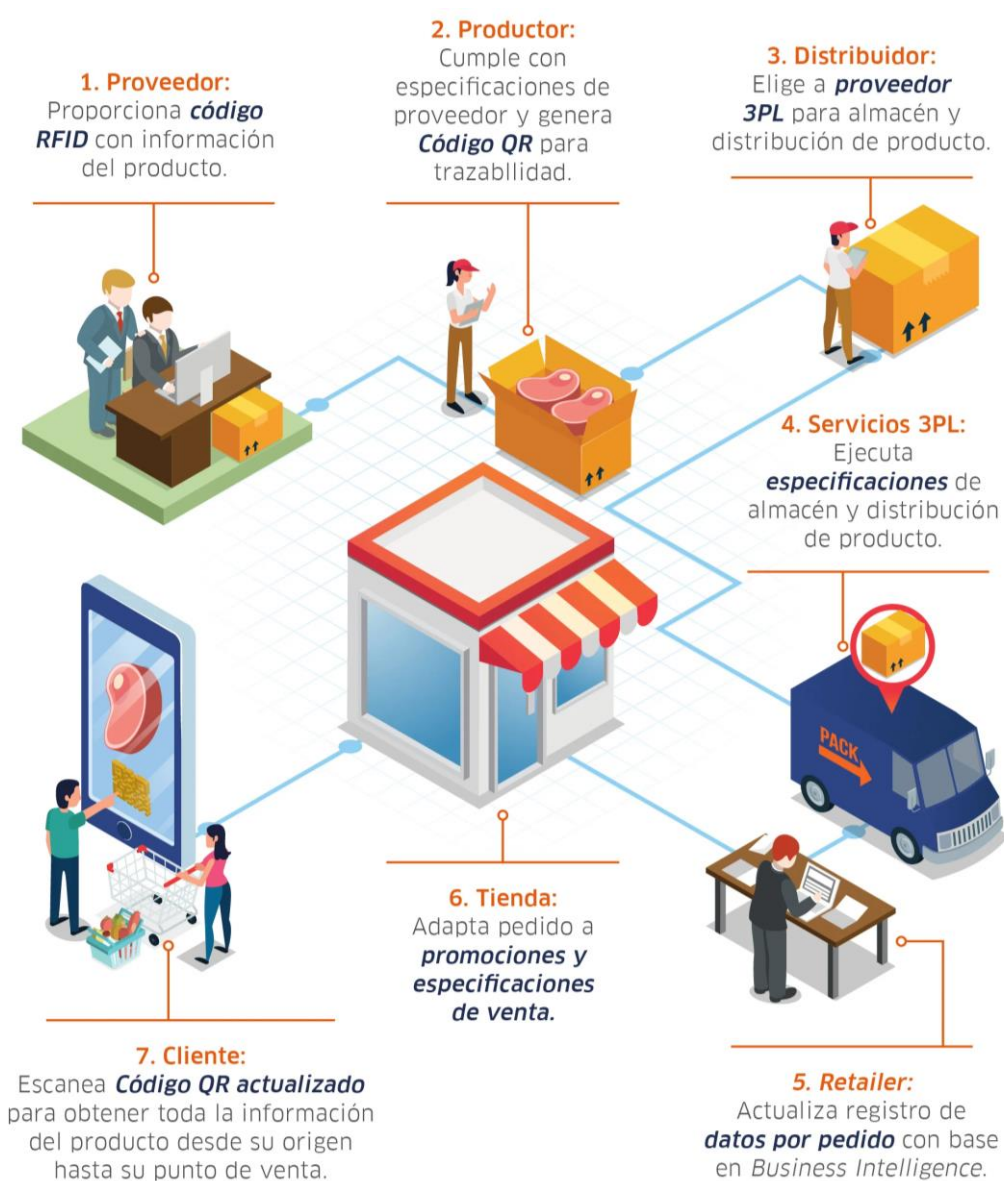 1. Proveedor:
Proporciona código
RFID con información
del producto.
2. Productor:
Cumple con
especificaciones de
proveedor y genera
Código QR para
trazabllidad.
3. Distribuidor:
Elige a proveedor
3PL para almacén y
distribución de producto.
4. Servicios 3PL:
Ejecuta
especificaciones de
almacén y distribución
de producto.
PACK
5. Retailer:
Actualiza registro de
datos por pedido con base
en Business Intelligence.
6. Tienda:
Adapta pedido a
promociones y
especificaciones
de venta.
7. Cliente:
Escanea Código QR actualizado
para obtener toda la información
del producto desde su origen
hasta su punto de venta.